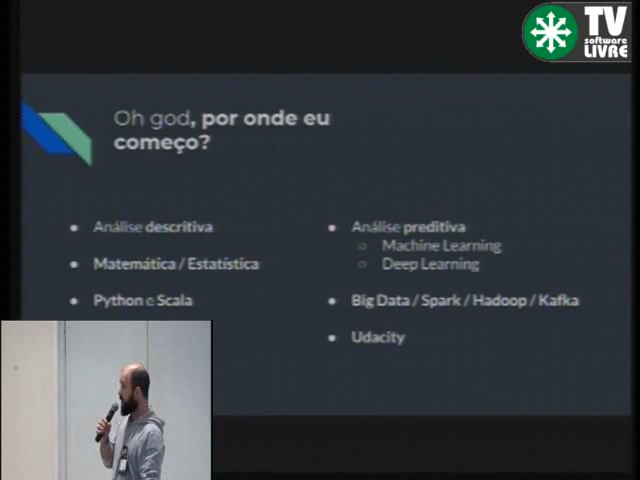 TV
software
LIVRE
Oh god, por onde eu
começo?
Análise descritiva
Matemática / Estatística
Python e Scala
Análise preditiva
Machine Learning
Deep Learning
Big Data / Spark / Hadoop / Kafka
Udacity